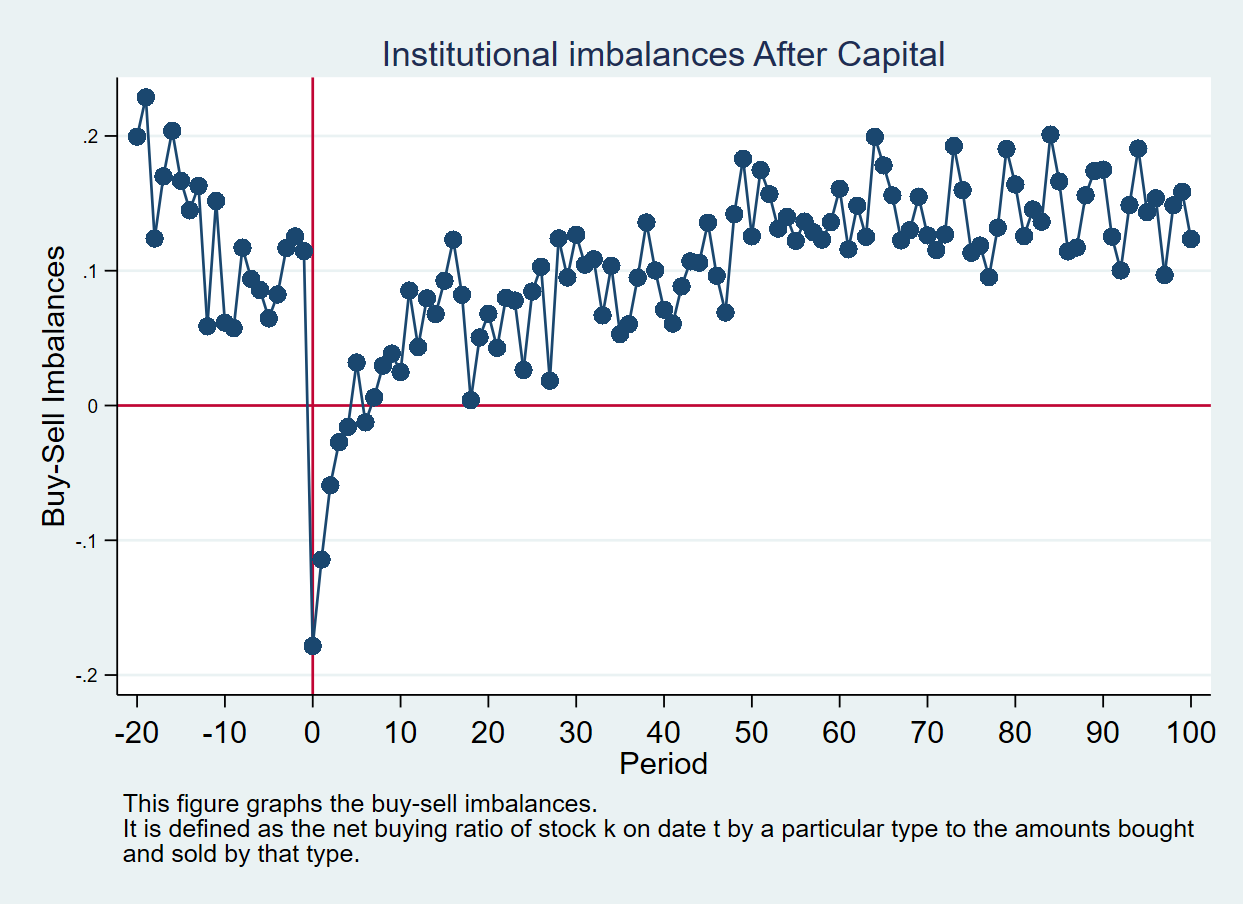 Institutional imbalances After Capital
Buy-Sell Imbalances
.2
.1
0
-.1
-.2
-20 -10 0 10 20 30 40 50 60 70 80 90 100
Period
This figure graphs the buy-sell imbalances.
It is defined as the net buying ratio of stock k on date t by a particular type to the amounts bought
and sold by that type.